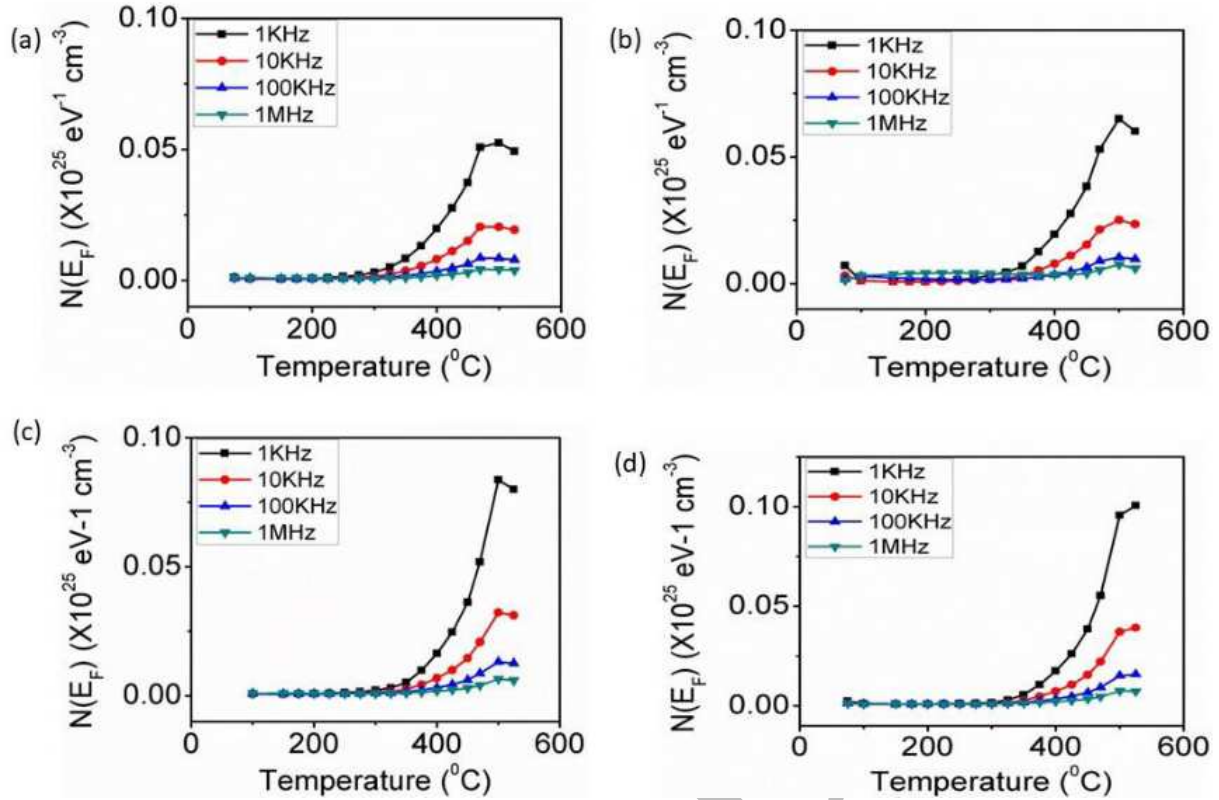 (a)
N(E_F) (X10^25 eV^-1 cm^-3)
0.10
0.05
0.00
1KHz
10KHz
100KHz
1MHz
0 200 400 600
Temperature (^0C)
(b)
N(E_F) (X10^25 eV^-1 cm^-3)
0.10
0.05
0.00
1KHz
10KHz
100KHz
1MHz
0 200 400 600
Temperature (^0C)
(c)
N(E_F) (X10^25 eV-1 cm^-3)
0.10
0.05
0.00
1KHz
10KHz
100KHz
1MHz
0 200 400 600
Temperature (^0C)
(d)
N(E_F) (X10^25 eV-1 cm^-3)
0.10
0.05
0.00
1KHz
10KHz
100KHz
1MHz
0 200 400 600
Temperature (^0C)